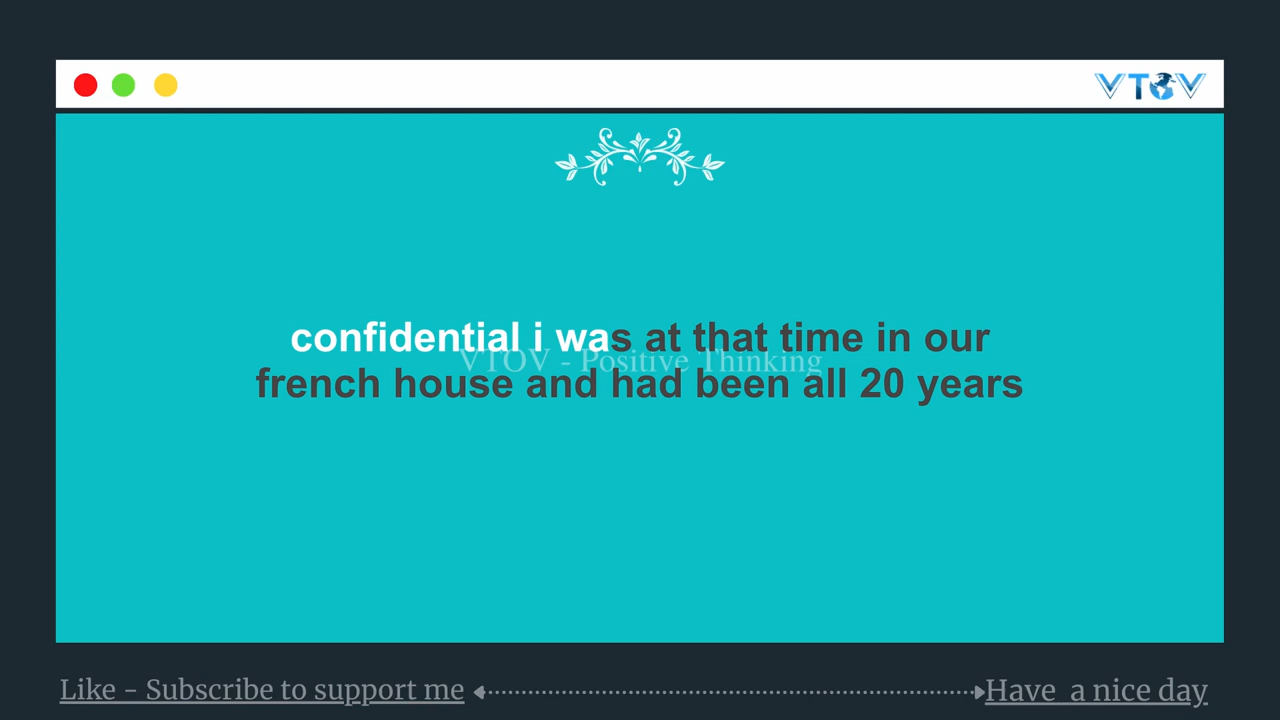 VTOV
confidential i was at that time in our
VTOV - Positive Thinking
french house and had been all 20 years
Like - Subscribe to support me
Have a nice day